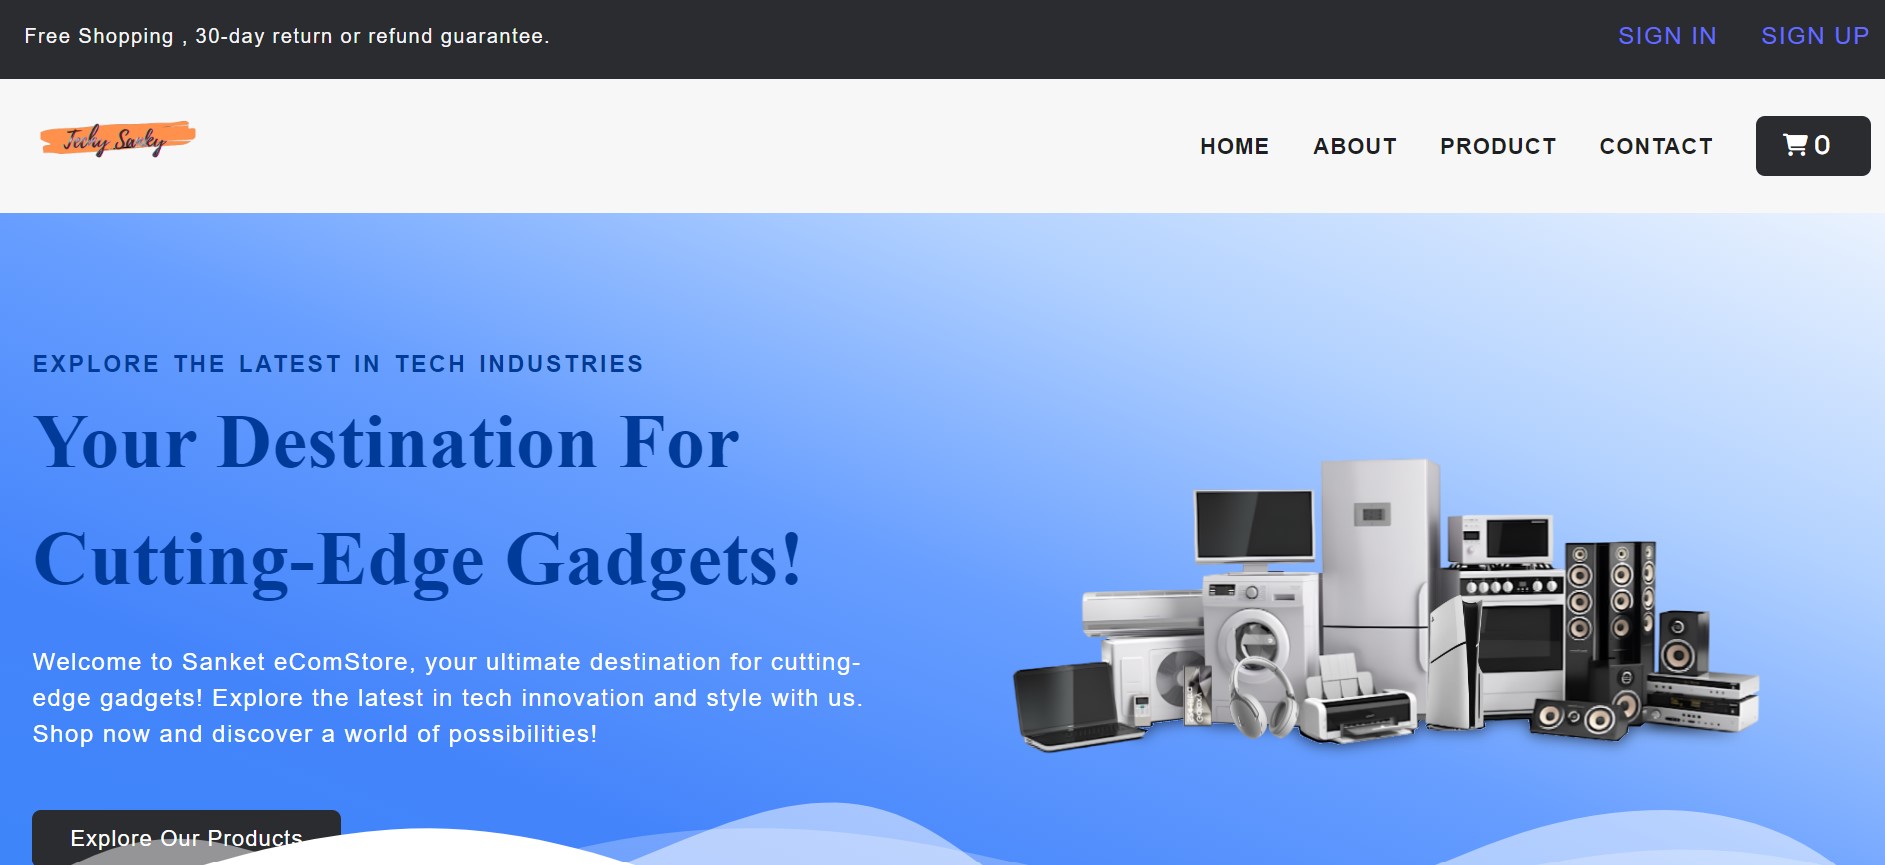 Free Shopping , 30-day return or refund guarantee.
SIGN IN SIGN UP
Techy Sanky
HOME ABOUT PRODUCT CONTACT 0
EXPLORE THE LATEST IN TECH INDUSTRIES
Your Destination For
Cutting-Edge Gadgets!
Welcome to Sanket eComStore, your ultimate destination for cutting-
edge gadgets! Explore the latest in tech innovation and style with us.
Shop now and discover a world of possibilities!
Explore Our Products